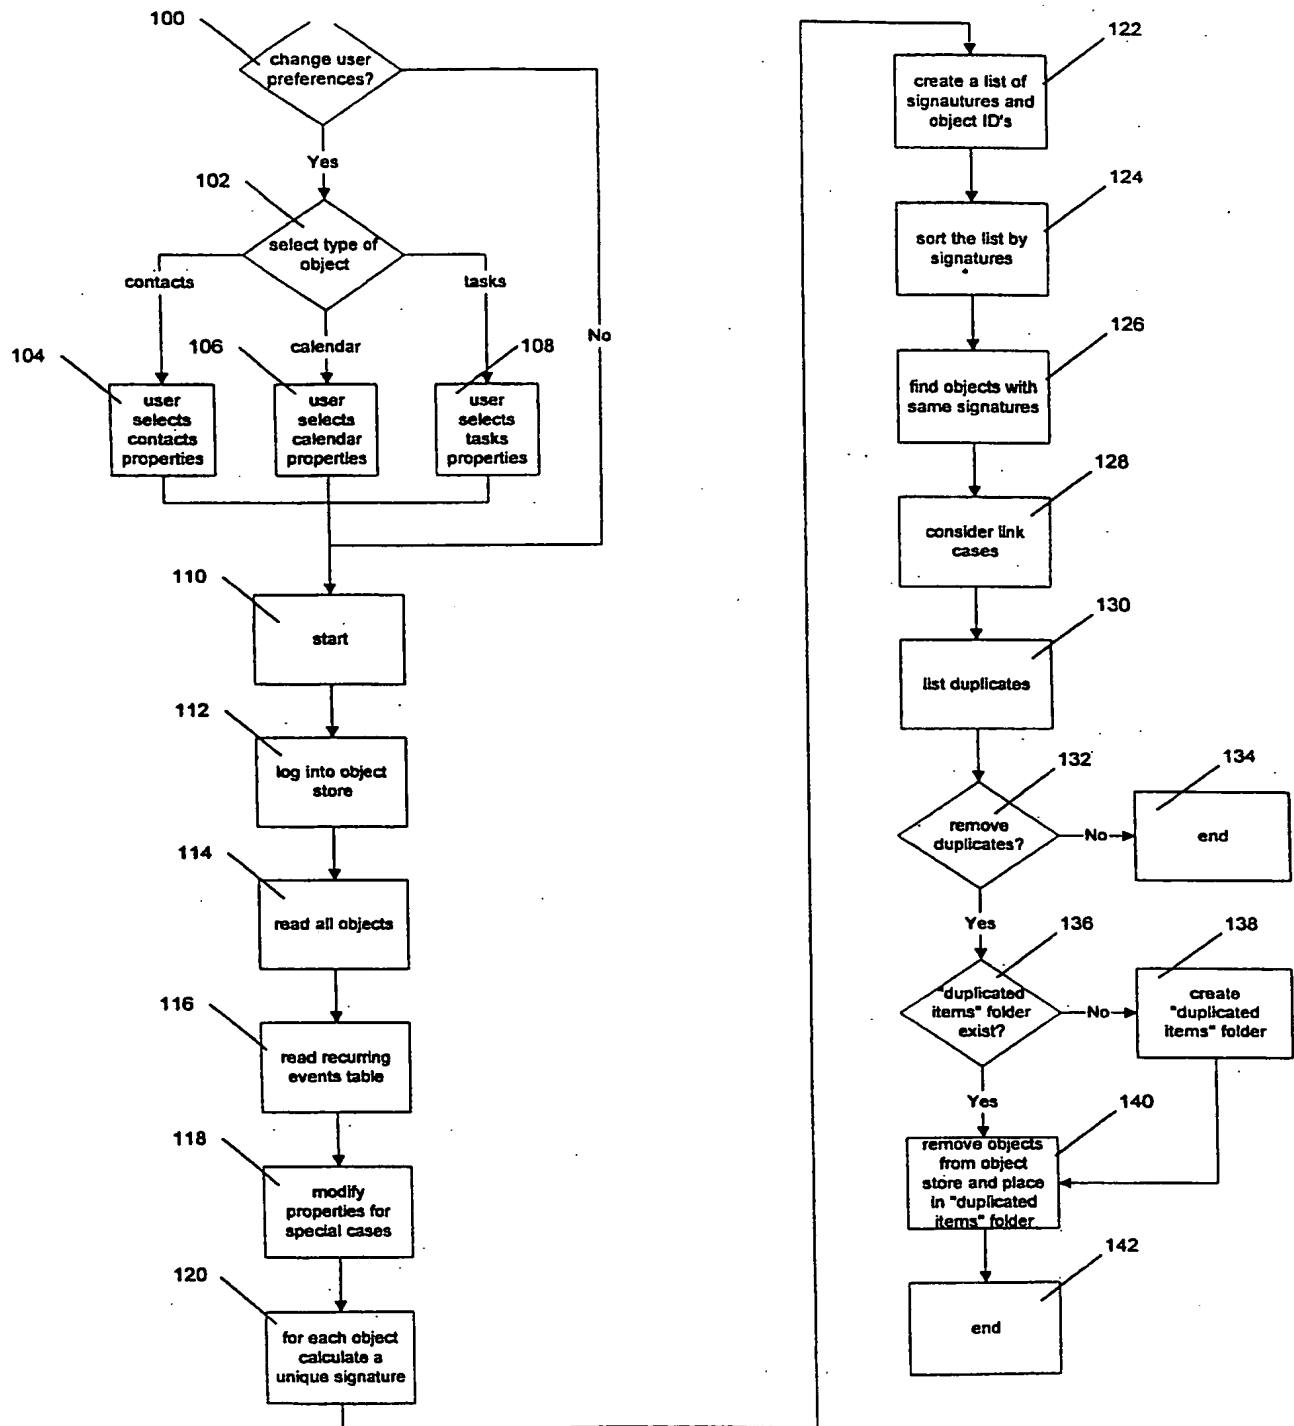 100
change user
preferences?
Yes
102
select type of
object
contacts
tasks
calendar
No
104
106
108
user
selects
contacts
properties
user
selects
calendar
properties
user
selects
tasks
properties
110
start
112
log into object
store
114
read all objects
116
read recurring
events table
118
modify
properties for
special cases
120
for each object
calculate a
unique signature
122
create a list of
signautures and
object ID's
124
sort the list by
signatures
126
find objects with
same signatures
128
consider link
cases
130
list duplicates
132
remove
duplicates?
No
134
end
Yes
136
"duplicated
items" folder
exist?
No
138
create
"duplicated
items" folder
Yes
140
remove objects
from object
store and place
in "duplicated
items" folder
142
end